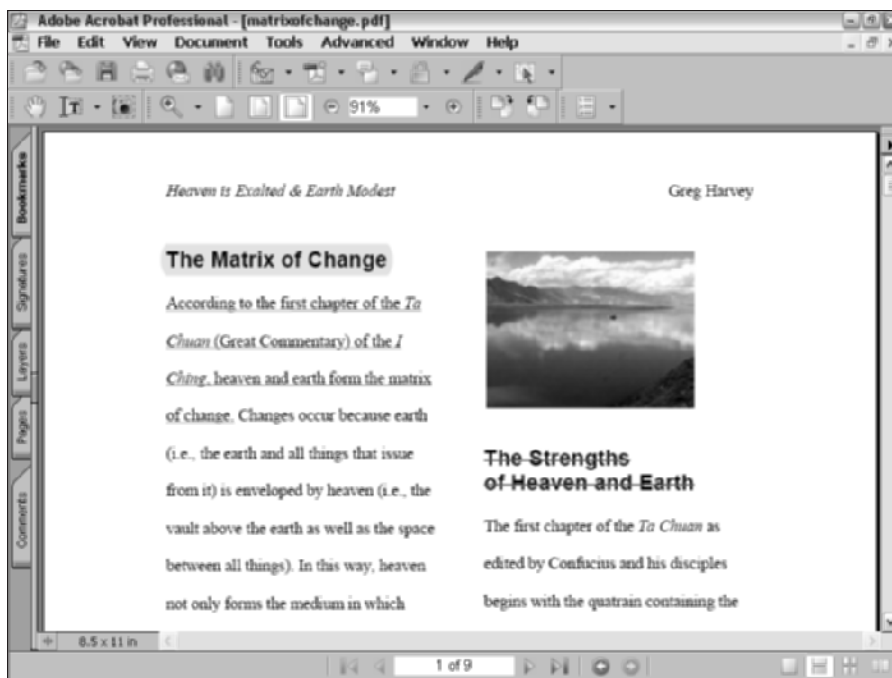 Adobe Acrobat Professional - [matrixofchange.pdf]
File Edit View Document Tools Advanced Window Help
91%
Bookmarks
Signatures
Layers
Pages
Comments
Heaven is Exalted & Earth Modest
Greg Harvey
The Matrix of Change
According to the first chapter of the Ta
Chuan (Great Commentary) of the I
Ching, heaven and earth form the matrix
of change. Changes occur because earth
(i.e., the earth and all things that issue
from it) is enveloped by heaven (i.e., the
vault above the earth as well as the space
between all things). In this way, heaven
not only forms the medium in which
The Strengths
of Heaven and Earth
The first chapter of the Ta Chuan as
edited by Confucius and his disciples
begins with the quatrain containing the
8.5 x 11 in
1 of 9